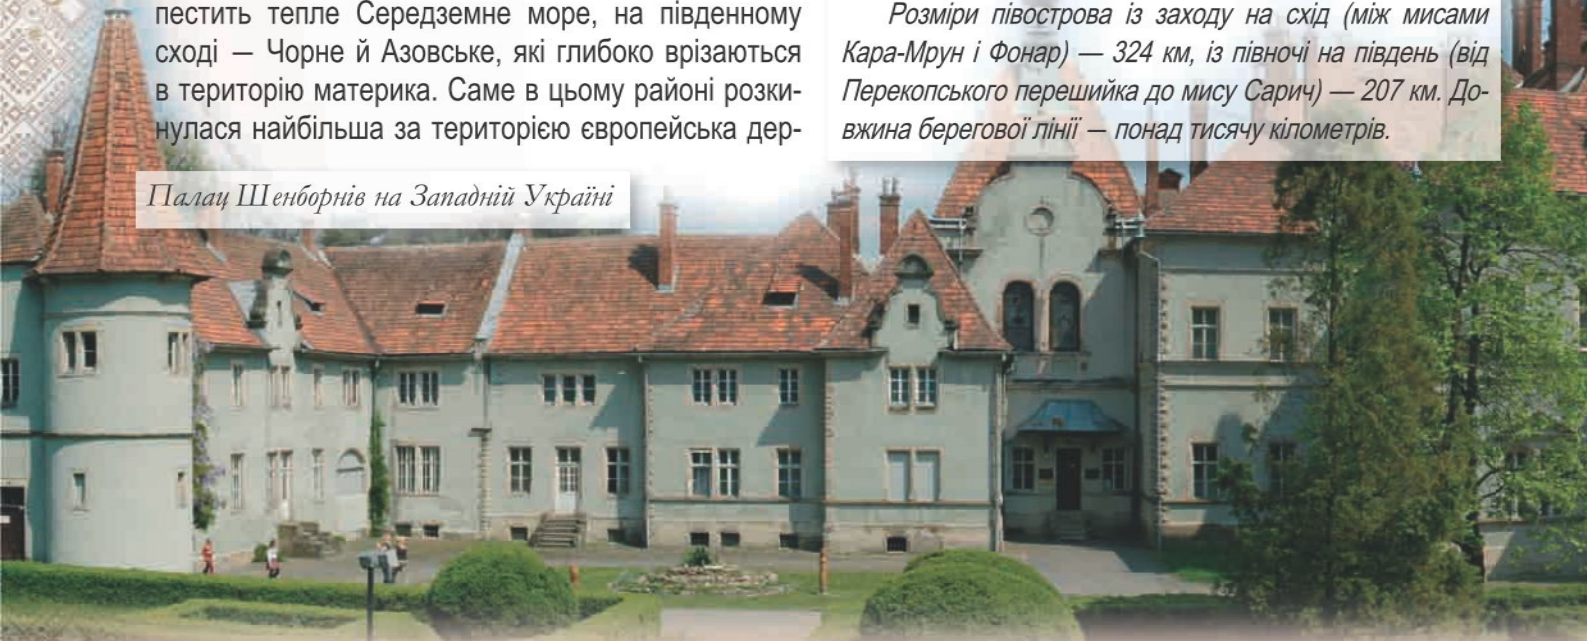 пестить тепле Середземне море, на південному
сході — Чорне й Азовське, які глибоко врізаються
в територію материка. Саме в цьому районі розки-
нулася найбільша за територією європейська дер-
Розміри півострова із заходу на схід (між мисами
Кара-Мрун і Фонар) — 324 км, із півночі на південь (від
Перекопського перешийка до мису Сарич) — 207 км. До-
вжина берегової лінії — понад тисячу кілометрів.
Палац Шенборнів на Западній Україні